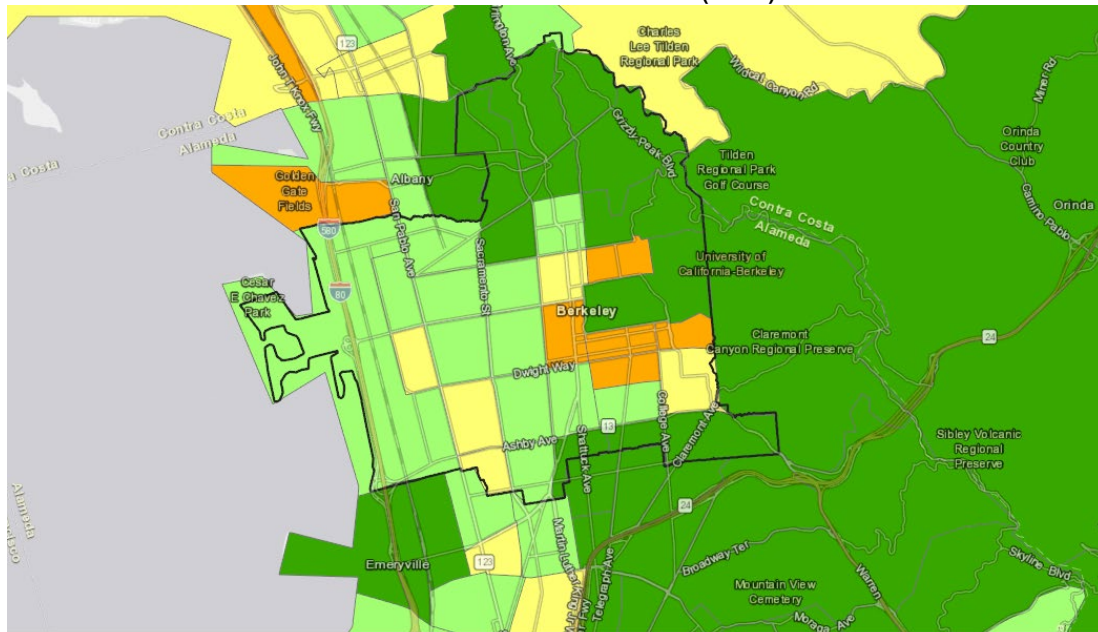 123
Charles
Lee Tilden
Regional Park
Wildcat Canyon Rd
Miner Rd
John T Knox Fwy
Contra Costa
Alameda
Grizzly Peak Blvd
Orinda
Country
Club
Tilden
Regional Park
Golf Course
Golden
Gate
Fields
Albany
Camino Pablo
Orinda
Contra Costa
Alameda
580
San Pablo Ave
Sacramento St
University of
California-Berkeley
Cesar
E Chavez
Park
80
Berkeley
24
Claremont
Canyon Regional Preserve
Dwight Way
College Ave
Claremont Ave
13
Shattuck Ave
Ashby Ave
Sibley Volcanic
Regional
Preserve
Alameda
24
Emeryville
123
Martin Luther King Jr
Fwy
Telegraph Ave
Broadway Ter
Warren
Skyline Blvd
Mountain View
Cemetery
Moraga Ave